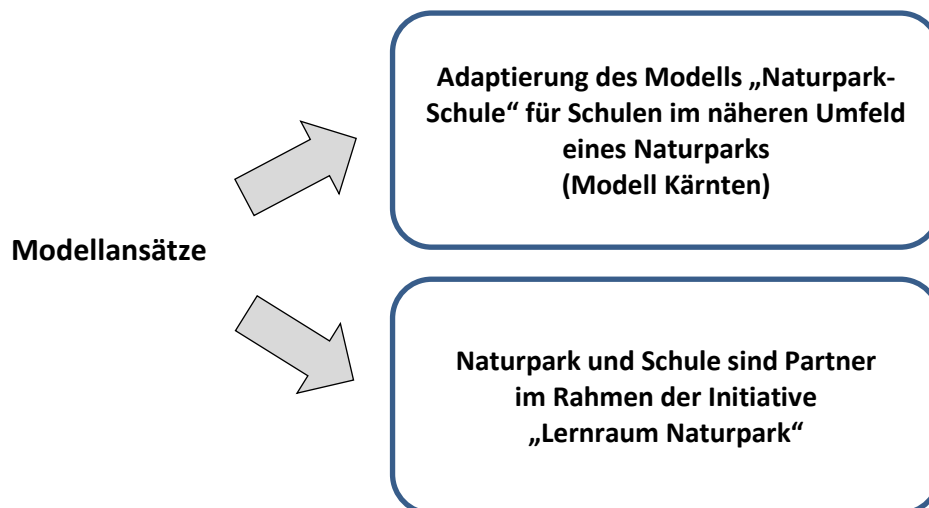 Adaptierung des Modells „Naturpark-
Schule“ für Schulen im näheren Umfeld
eines Naturparks
(Modell Kärnten)
Modellansätze
Naturpark und Schule sind Partner
im Rahmen der Initiative
„Lernraum Naturpark“